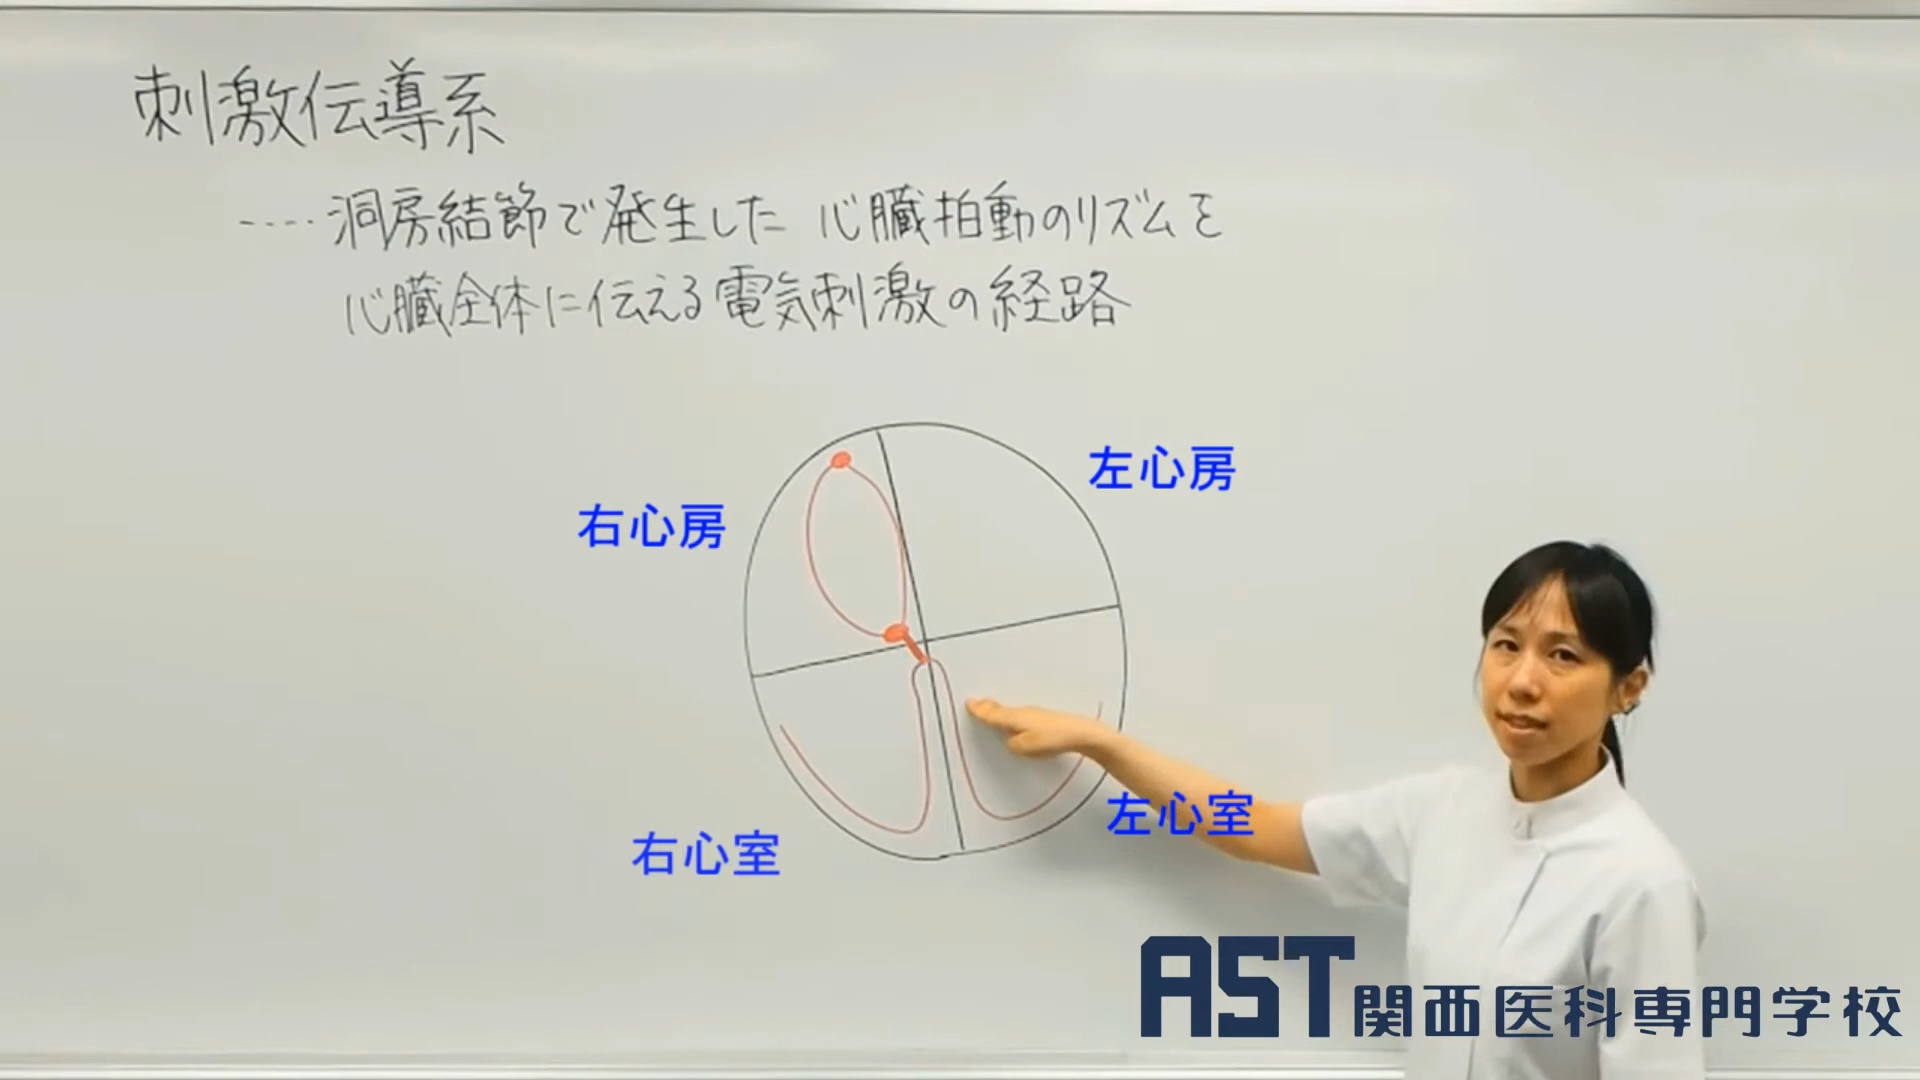 刺激伝導系
‥‥洞房結節で発生した 心臓拍動のリズムを
心臓全体に伝える電気刺激の経路
左心房
右心房
左心室
右心室
AST関西医科専門学校